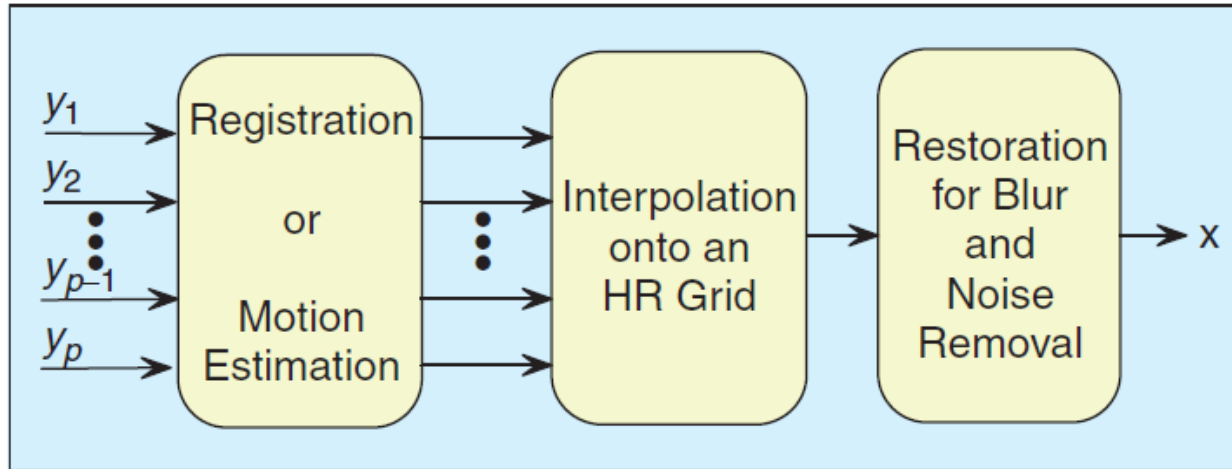 y1
y2
yp–1
yp
Registration
or
Motion
Estimation
Interpolation
onto an
HR Grid
Restoration
for Blur
and
Noise
Removal
x